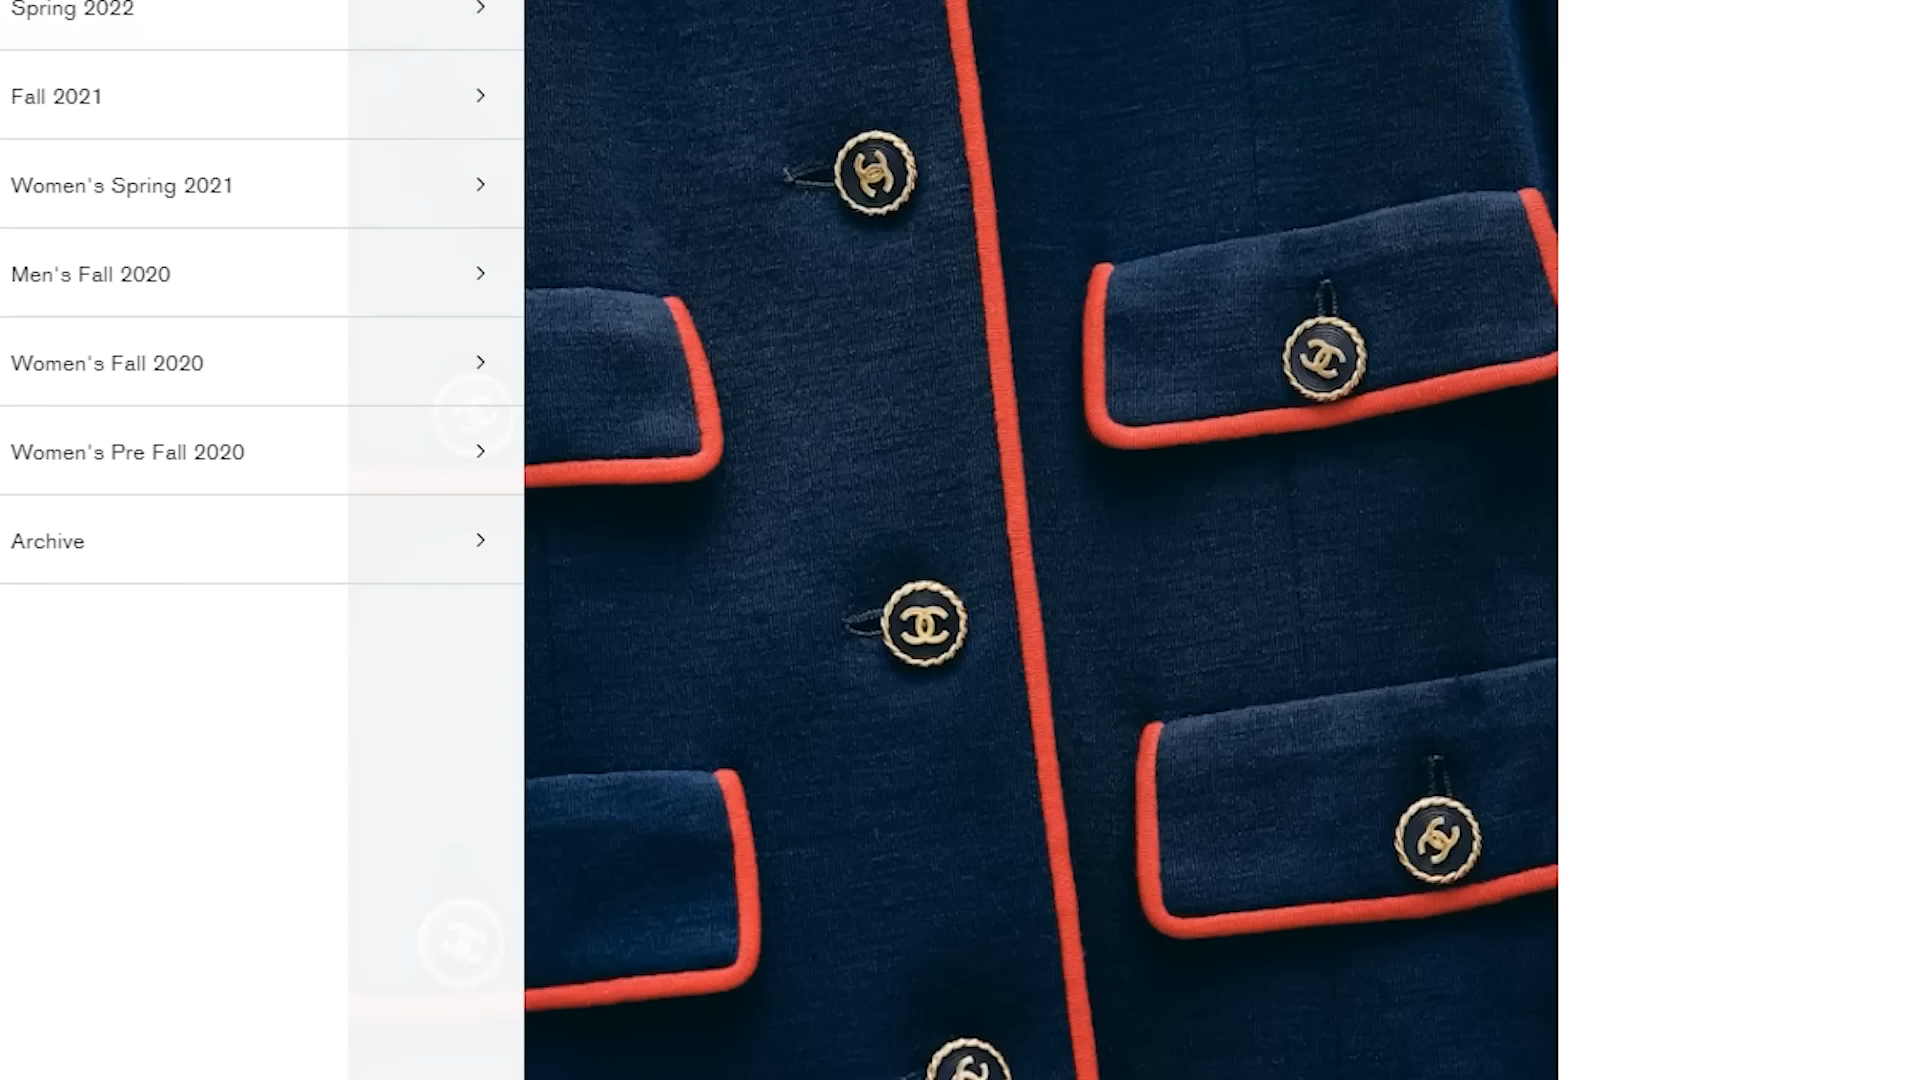 Spring 2022
Fall 2021
Women's Spring 2021
Men's Fall 2020
Women's Fall 2020
Women's Pre Fall 2020
Archive